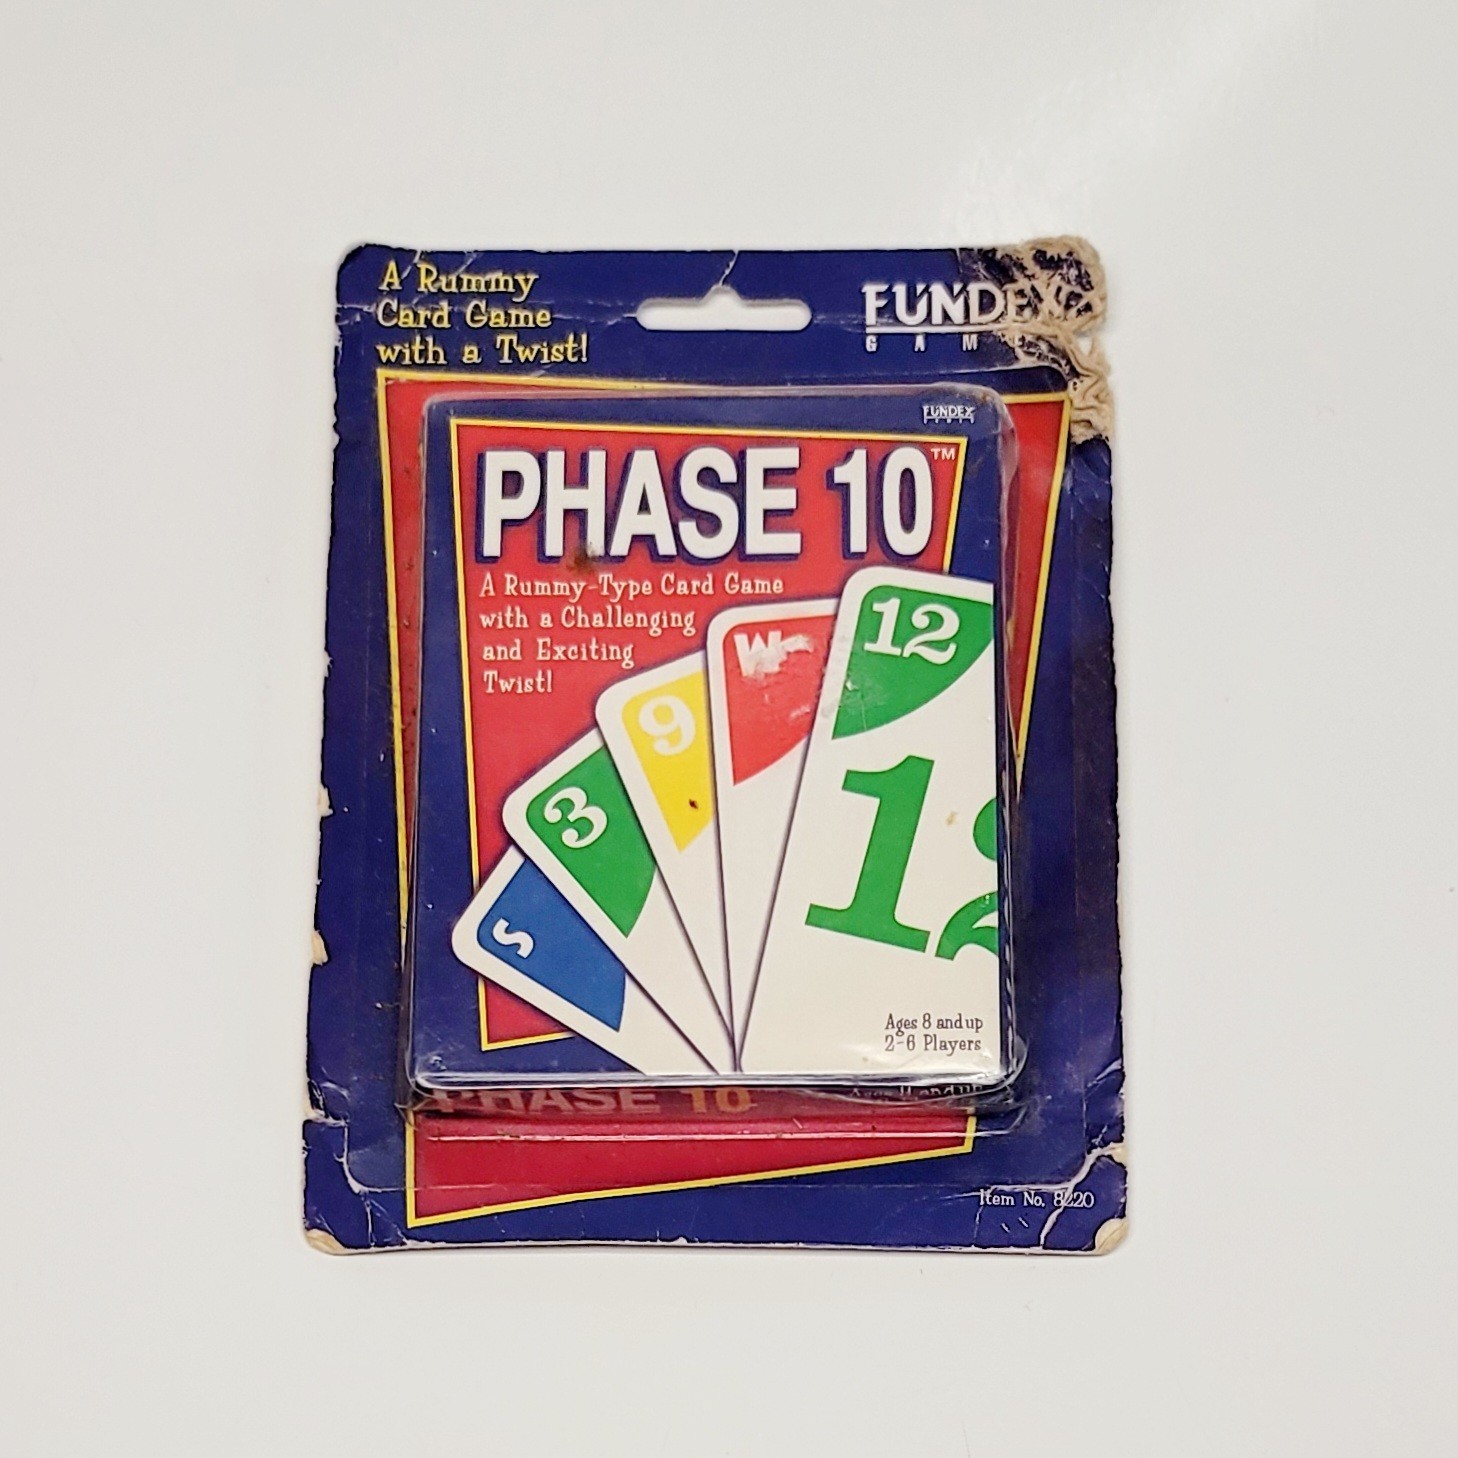 A Rummy
Card Game
with a Twist!
FUNDEX
G A M
FUNDEX
PHASE 10™
A Rummy-Type Card Game
with a Challenging
and Exciting
Twist!
12
W
9
3
5
12
Ages 8 and up
2-6 Players
PHASE 10
Item No. 8220